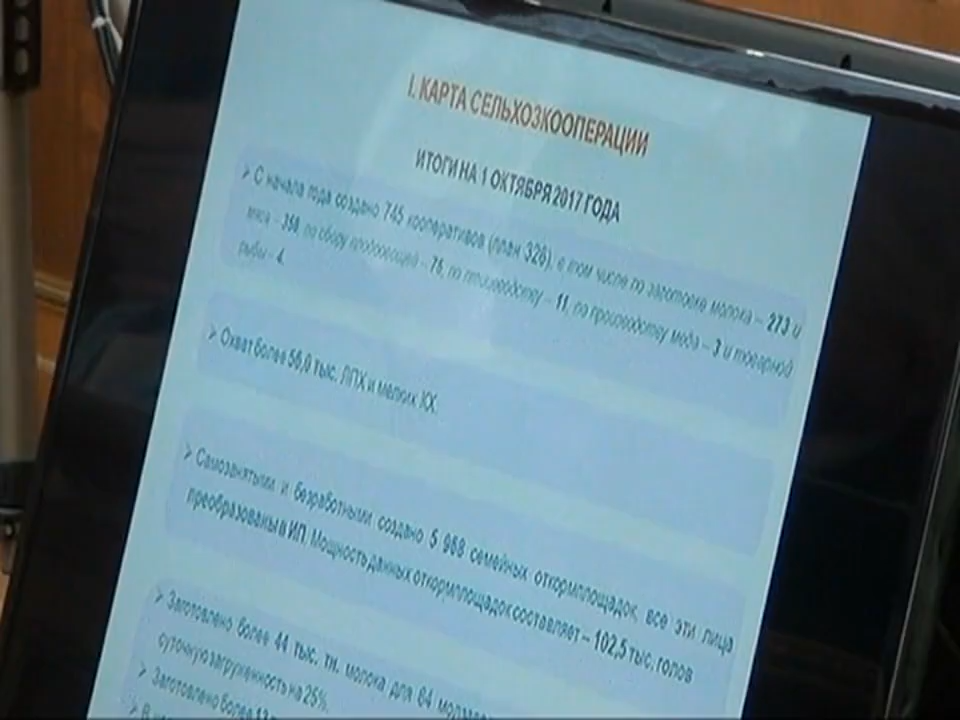 I. КАРТА СЕЛЬХОЗКООПЕРАЦИИ
ИТОГИ НА 1 ОКТЯБРЯ 2017 ГОДА
➢ С начала года создано 745 кооперативов (план 326), в том числе по заготовке молока – 273 и
мяса – 358, по сбору плодоовощей – 75, по птицеводству – 11, по производству меда – 3 и товарной
рыбы – 4.
➢ Охват более 56,0 тыс. ЛПХ и мелких КХ.
➢ Самозанятыми и безработными создано 5 968 семейных откормплощадок, все эти лица
преобразованы в ИП. Мощность данных откормплощадок составляет – 102,5 тыс. голов
➢ Заготовлено более 44 тыс. тн. молока для 64
суточную загруженность на 25%.
➢ Заготовлено более